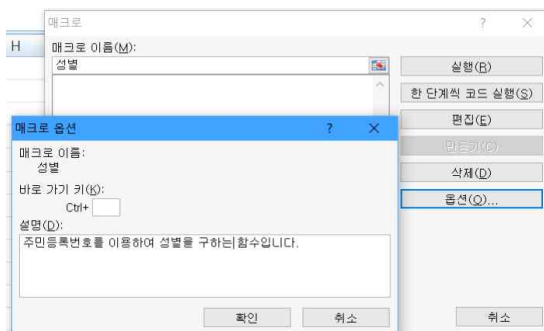 매크로
? ×
H
매크로 이름(M):
성별
실행(R)
한 단계씩 코드 실행(S)
편집(E)
만들기(C)
삭제(D)
옵션(O)...
매크로 옵션
? ×
매크로 이름:
성별
바로 가기 키(K):
Ctrl+
설명(D):
주민등록번호를 이용하여 성별을 구하는 함수입니다.
확인
취소
취소